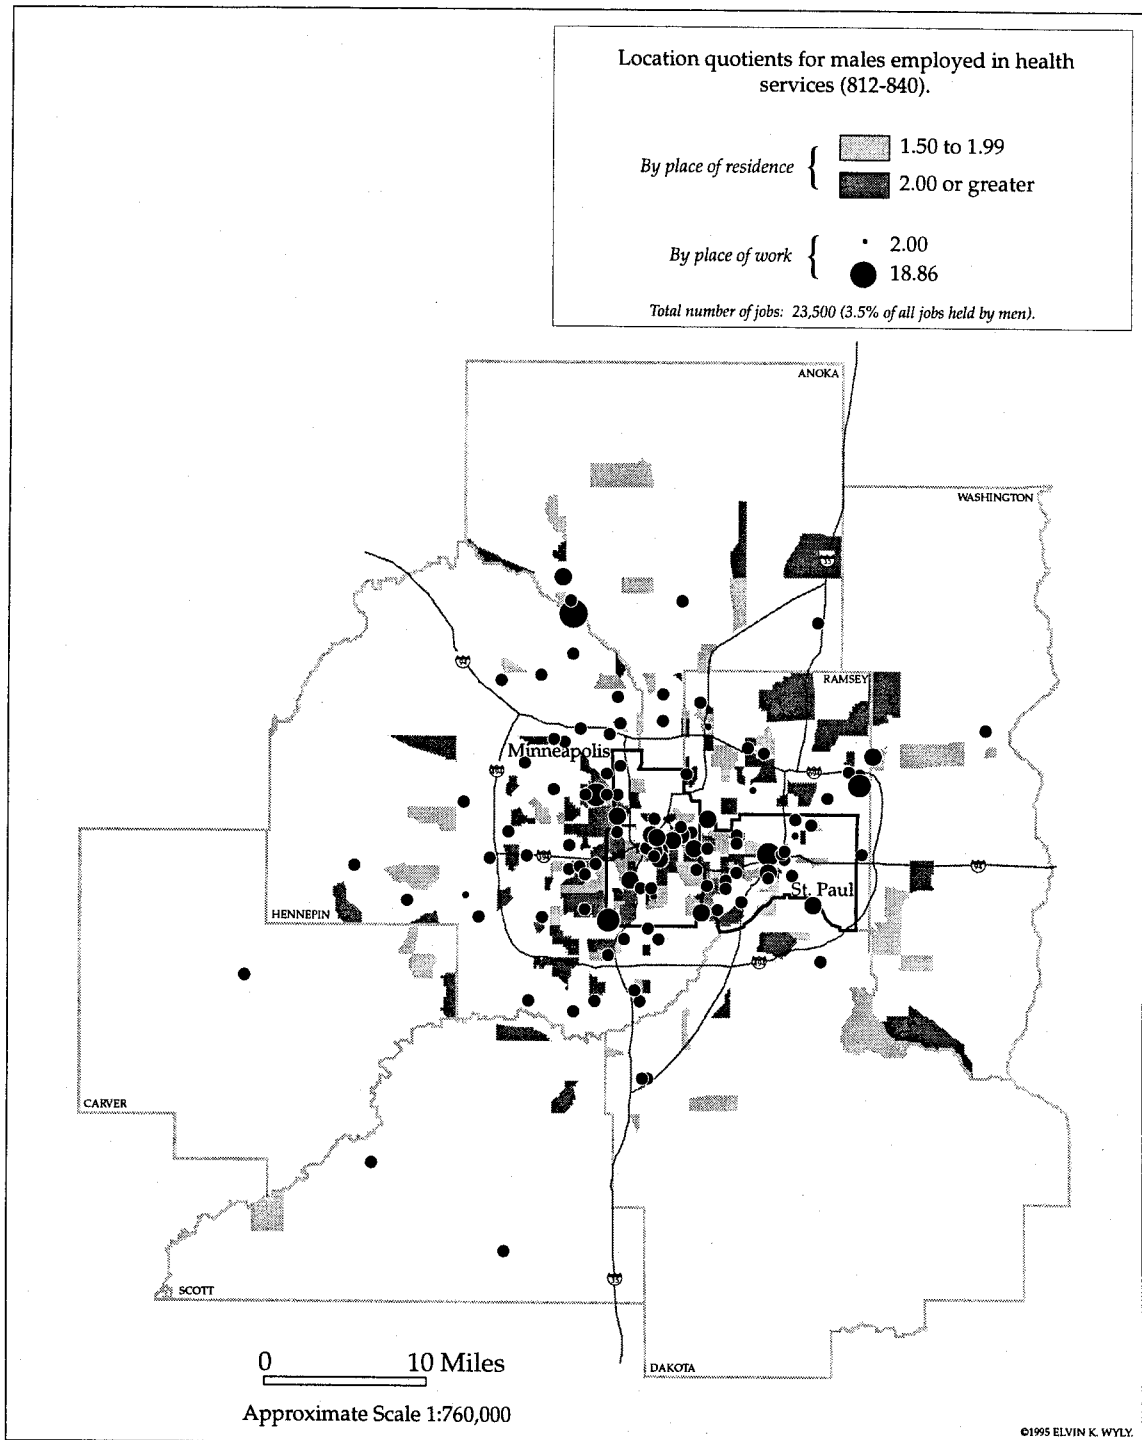 Location quotients for males employed in health
services (812-840).
By place of residence
1.50 to 1.99
2.00 or greater
By place of work
2.00
18.86
Total number of jobs: 23,500 (3.5% of all jobs held by men).
ANOKA
WASHINGTON
RAMSEY
Minneapolis
St. Paul
HENNEPIN
CARVER
SCOTT
DAKOTA
0 10 Miles
Approximate Scale 1:760,000
©1995 ELVIN K. WYLY.